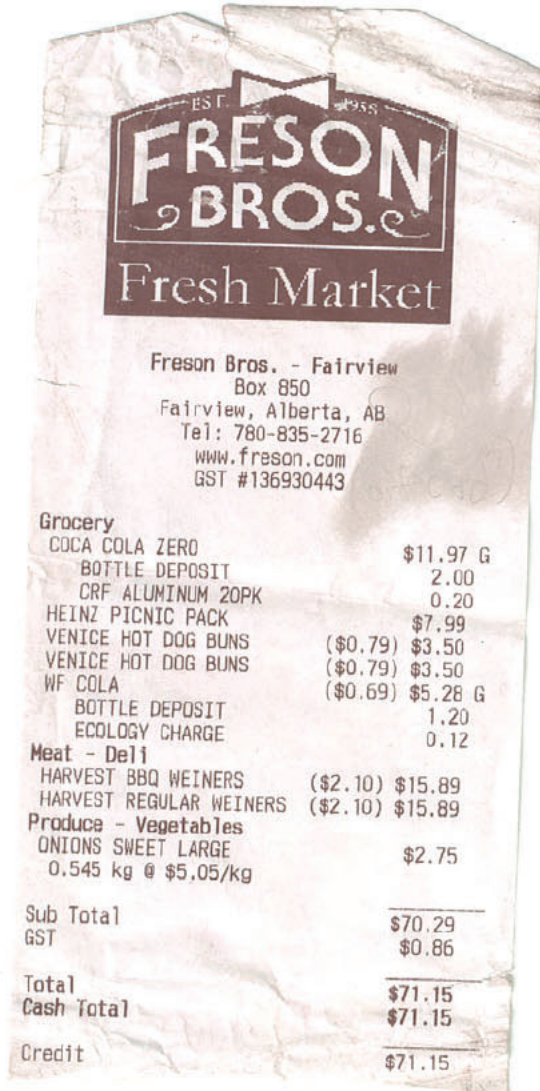 EST. 1955
FRESON
BROS.
Fresh Market
Freson Bros. - Fairview
Box 850
Fairview, Alberta, AB
Tel: 780-835-2716
www.freson.com
GST #136930443
Grocery
COCA COLA ZERO $11.97 G
BOTTLE DEPOSIT 2.00
CRF ALUMINUM 20PK 0.20
HEINZ PICNIC PACK $7.99
VENICE HOT DOG BUNS ($0.79) $3.50
VENICE HOT DOG BUNS ($0.79) $3.50
WF COLA ($0.69) $5.28 G
BOTTLE DEPOSIT 1.20
ECOLOGY CHARGE 0.12
Meat - Deli
HARVEST BBQ WEINERS ($2.10) $15.89
HARVEST REGULAR WEINERS ($2.10) $15.89
Produce - Vegetables
ONIONS SWEET LARGE $2.75
0.545 kg @ $5.05/kg
Sub Total $70.29
GST $0.86
Total $71.15
Cash Total $71.15
Credit $71.15